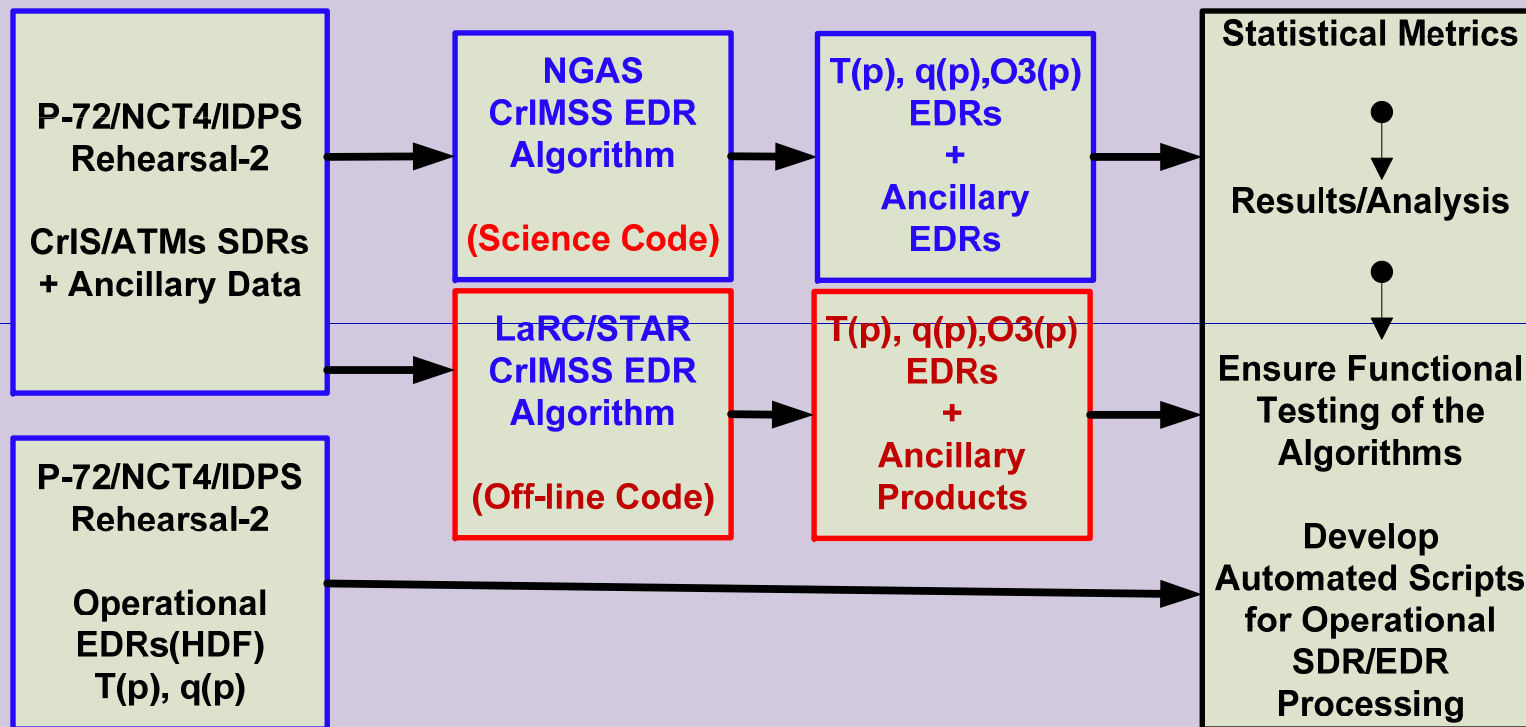 P-72/NCT4/IDPS
Rehearsal-2
CrIS/ATMs SDRs
+ Ancillary Data
NGAS
CrIMSS EDR
Algorithm
(Science Code)
T(p), q(p),O3(p)
EDRs
+
Ancillary
EDRs
LaRC/STAR
CrIMSS EDR
Algorithm
(Off-line Code)
T(p), q(p),O3(p)
EDRs
+
Ancillary
Products
P-72/NCT4/IDPS
Rehearsal-2
Operational
EDRs(HDF)
T(p), q(p)
Statistical Metrics
Results/Analysis
Ensure Functional
Testing of the
Algorithms
Develop
Automated Scripts
for Operational
SDR/EDR
Processing